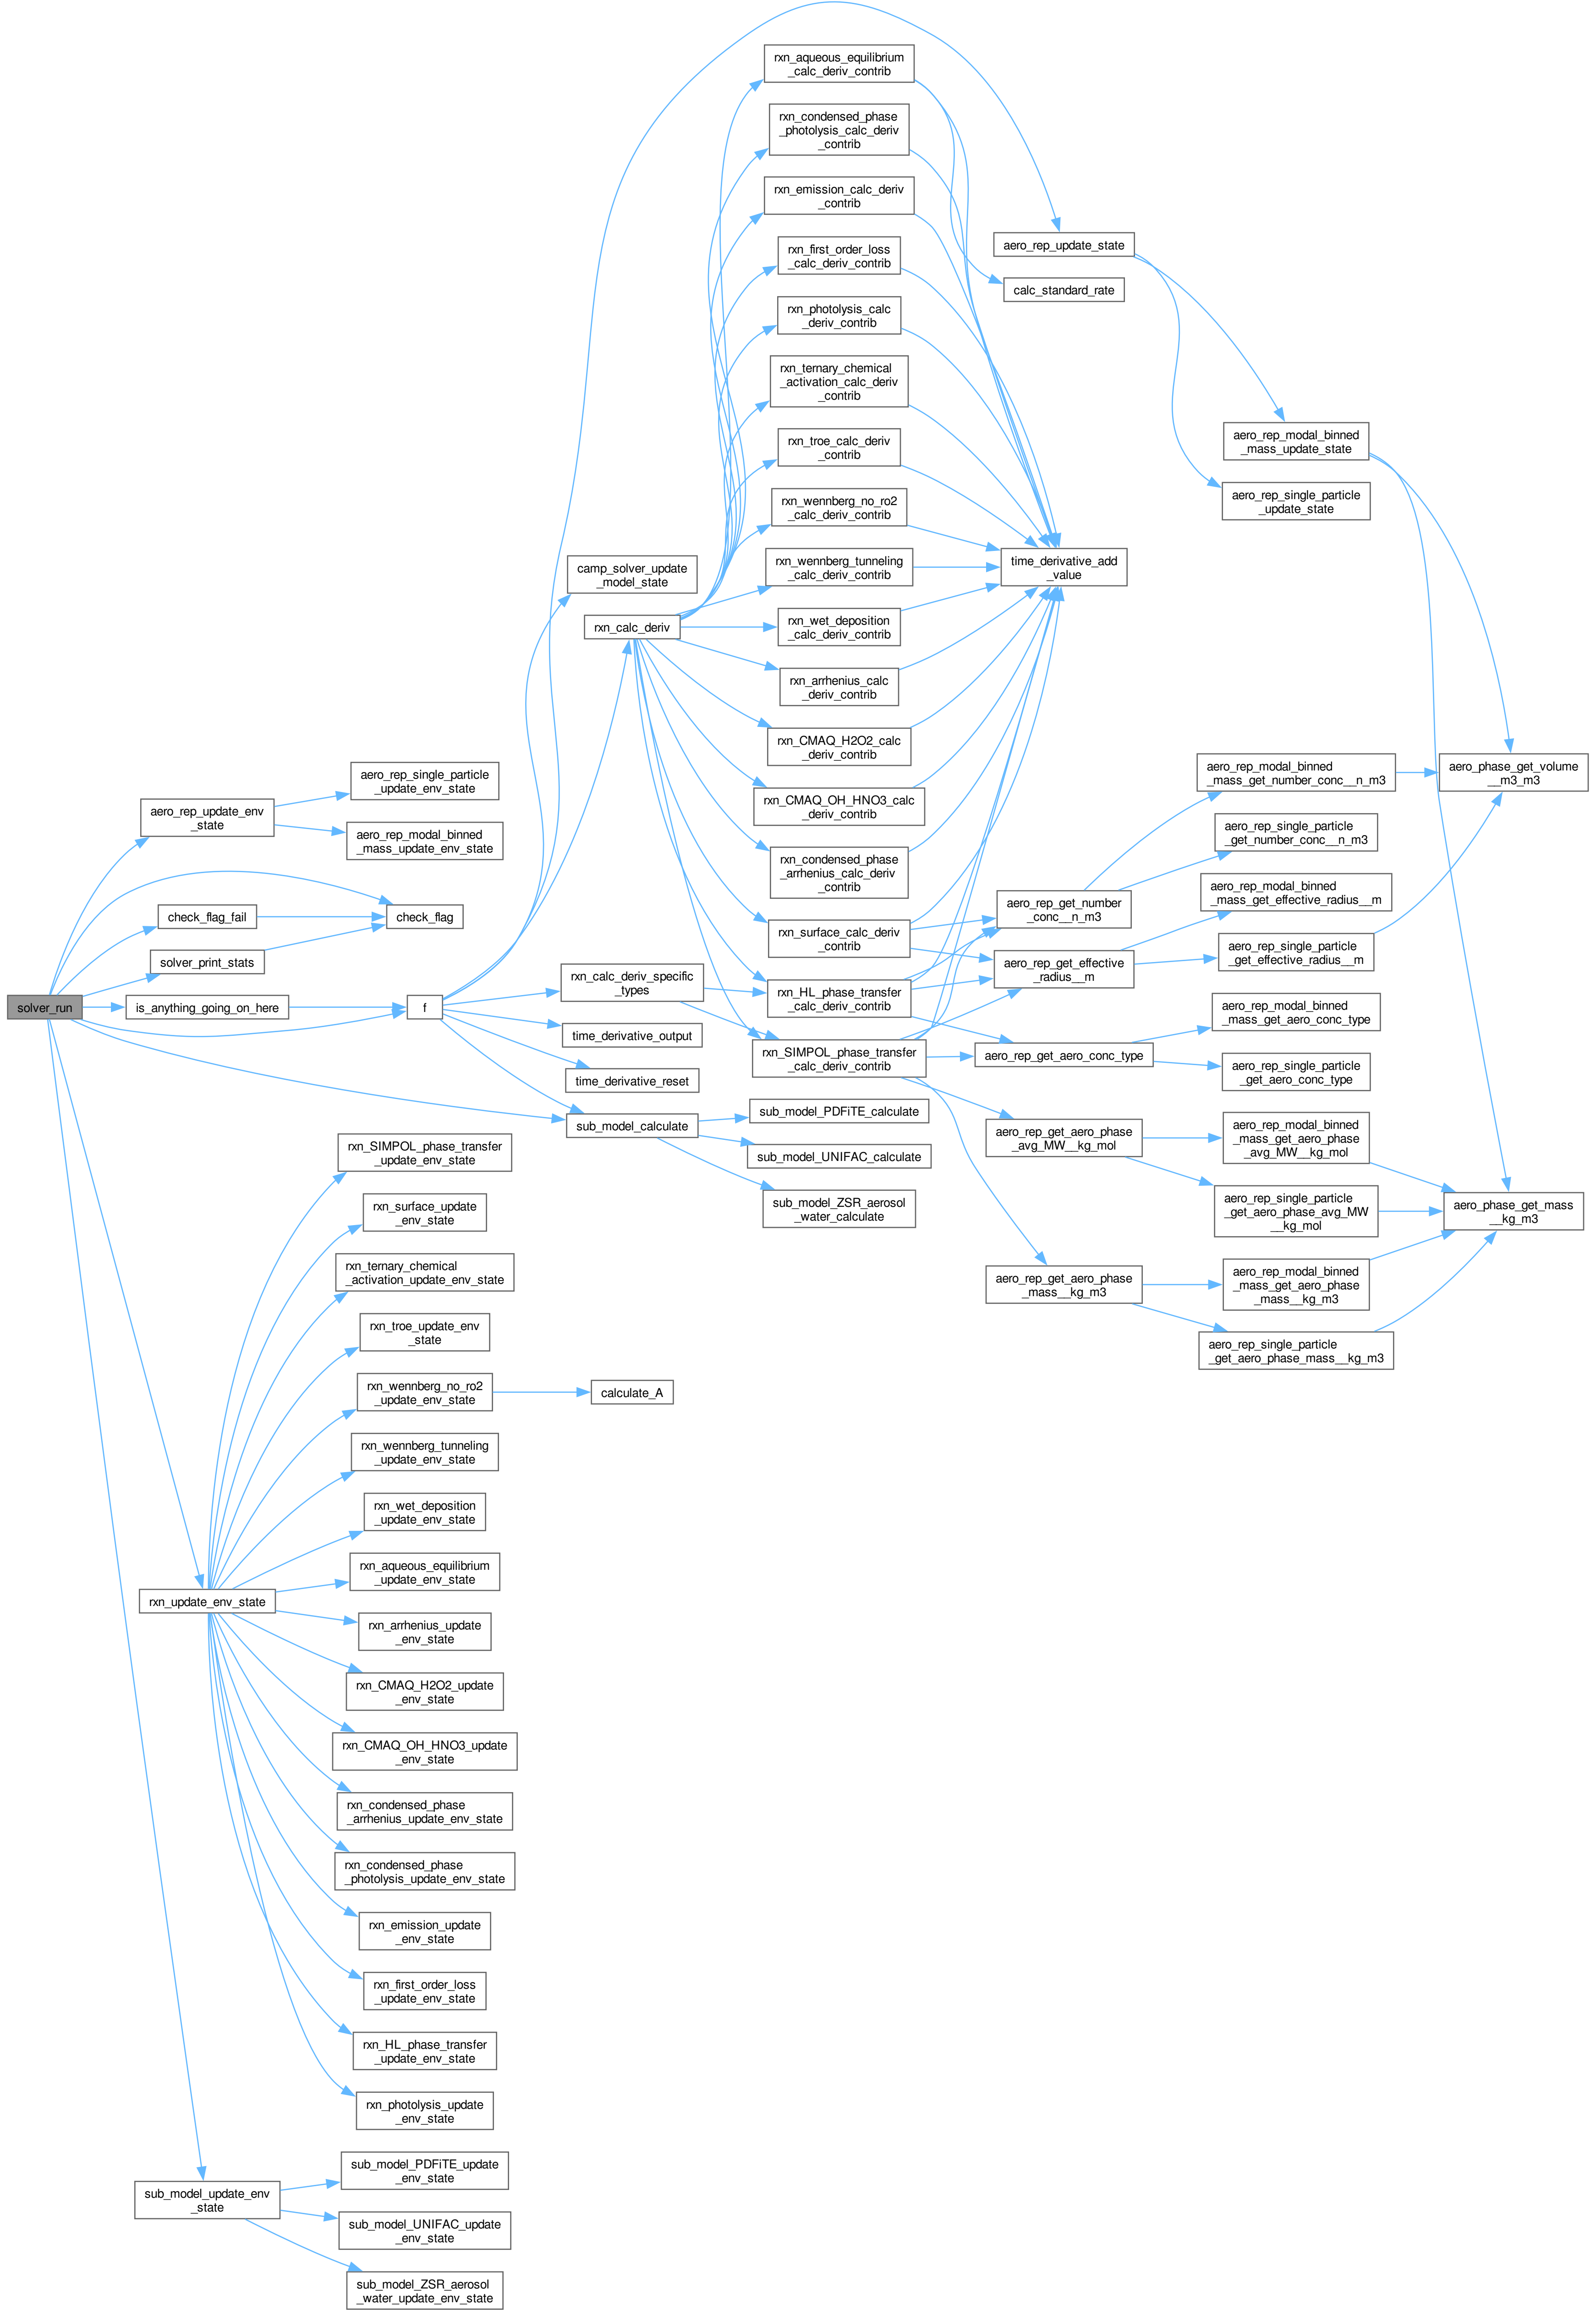 solver_run
aero_rep_update_env
_state
check_flag_fail
solver_print_stats
is_anything_going_on_here
rxn_update_env_state
sub_model_update_env
_state
aero_rep_single_particle
_update_env_state
aero_rep_modal_binned
_mass_update_env_state
check_flag
f
rxn_SIMPOL_phase_transfer
_update_env_state
rxn_surface_update
_env_state
rxn_ternary_chemical
_activation_update_env_state
rxn_troe_update_env
_state
rxn_wennberg_no_ro2
_update_env_state
rxn_wennberg_tunneling
_update_env_state
rxn_wet_deposition
_update_env_state
rxn_aqueous_equilibrium
_update_env_state
rxn_arrhenius_update
_env_state
rxn_CMAQ_H2O2_update
_env_state
rxn_CMAQ_OH_HNO3_update
_env_state
rxn_condensed_phase
_arrhenius_update_env_state
rxn_condensed_phase
_photolysis_update_env_state
rxn_emission_update
_env_state
rxn_first_order_loss
_update_env_state
rxn_HL_phase_transfer
_update_env_state
rxn_photolysis_update
_env_state
sub_model_PDFiTE_update
_env_state
sub_model_UNIFAC_update
_env_state
sub_model_ZSR_aerosol
_water_update_env_state
camp_solver_update
_model_state
rxn_calc_deriv
rxn_calc_deriv_specific
_types
time_derivative_output
time_derivative_reset
sub_model_calculate
calculate_A
rxn_aqueous_equilibrium
_calc_deriv_contrib
rxn_condensed_phase
_photolysis_calc_deriv
_contrib
rxn_emission_calc_deriv
_contrib
rxn_first_order_loss
_calc_deriv_contrib
rxn_photolysis_calc
_deriv_contrib
rxn_ternary_chemical
_activation_calc_deriv
_contrib
rxn_troe_calc_deriv
_contrib
rxn_wennberg_no_ro2
_calc_deriv_contrib
rxn_wennberg_tunneling
_calc_deriv_contrib
rxn_wet_deposition
_calc_deriv_contrib
rxn_arrhenius_calc
_deriv_contrib
rxn_CMAQ_H2O2_calc
_deriv_contrib
rxn_CMAQ_OH_HNO3_calc
_deriv_contrib
rxn_condensed_phase
_arrhenius_calc_deriv
_contrib
rxn_surface_calc_deriv
_contrib
rxn_HL_phase_transfer
_calc_deriv_contrib
rxn_SIMPOL_phase_transfer
_calc_deriv_contrib
sub_model_PDFiTE_calculate
sub_model_UNIFAC_calculate
sub_model_ZSR_aerosol
_water_calculate
aero_rep_update_state
calc_standard_rate
time_derivative_add
_value
aero_rep_get_number
_conc__n_m3
aero_rep_get_effective
_radius__m
aero_rep_get_aero_conc_type
aero_rep_get_aero_phase
_avg_MW__kg_mol
aero_rep_get_aero_phase
_mass__kg_m3
aero_rep_modal_binned
_mass_update_state
aero_rep_single_particle
_update_state
aero_rep_modal_binned
_mass_get_number_conc__n_m3
aero_rep_single_particle
_get_number_conc__n_m3
aero_rep_modal_binned
_mass_get_effective_radius__m
aero_rep_single_particle
_get_effective_radius__m
aero_rep_modal_binned
_mass_get_aero_conc_type
aero_rep_single_particle
_get_aero_conc_type
aero_rep_modal_binned
_mass_get_aero_phase
_avg_MW__kg_mol
aero_rep_single_particle
_get_aero_phase_avg_MW
__kg_mol
aero_rep_modal_binned
_mass_get_aero_phase
_mass__kg_m3
aero_rep_single_particle
_get_aero_phase_mass__kg_m3
aero_phase_get_volume
__m3_m3
aero_phase_get_mass
__kg_m3